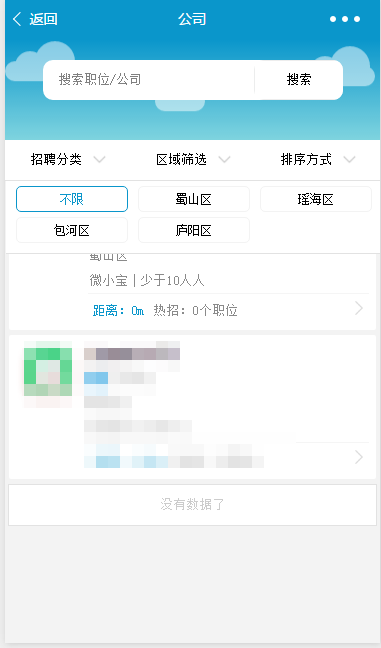 返回 公司
搜索职位/公司 搜索
招聘分类 区域筛选 排序方式
不限 蜀山区 瑶海区
包河区 庐阳区
蜀山区
微小宝 | 少于10人人
距离：0m 热招：0个职位
没有数据了